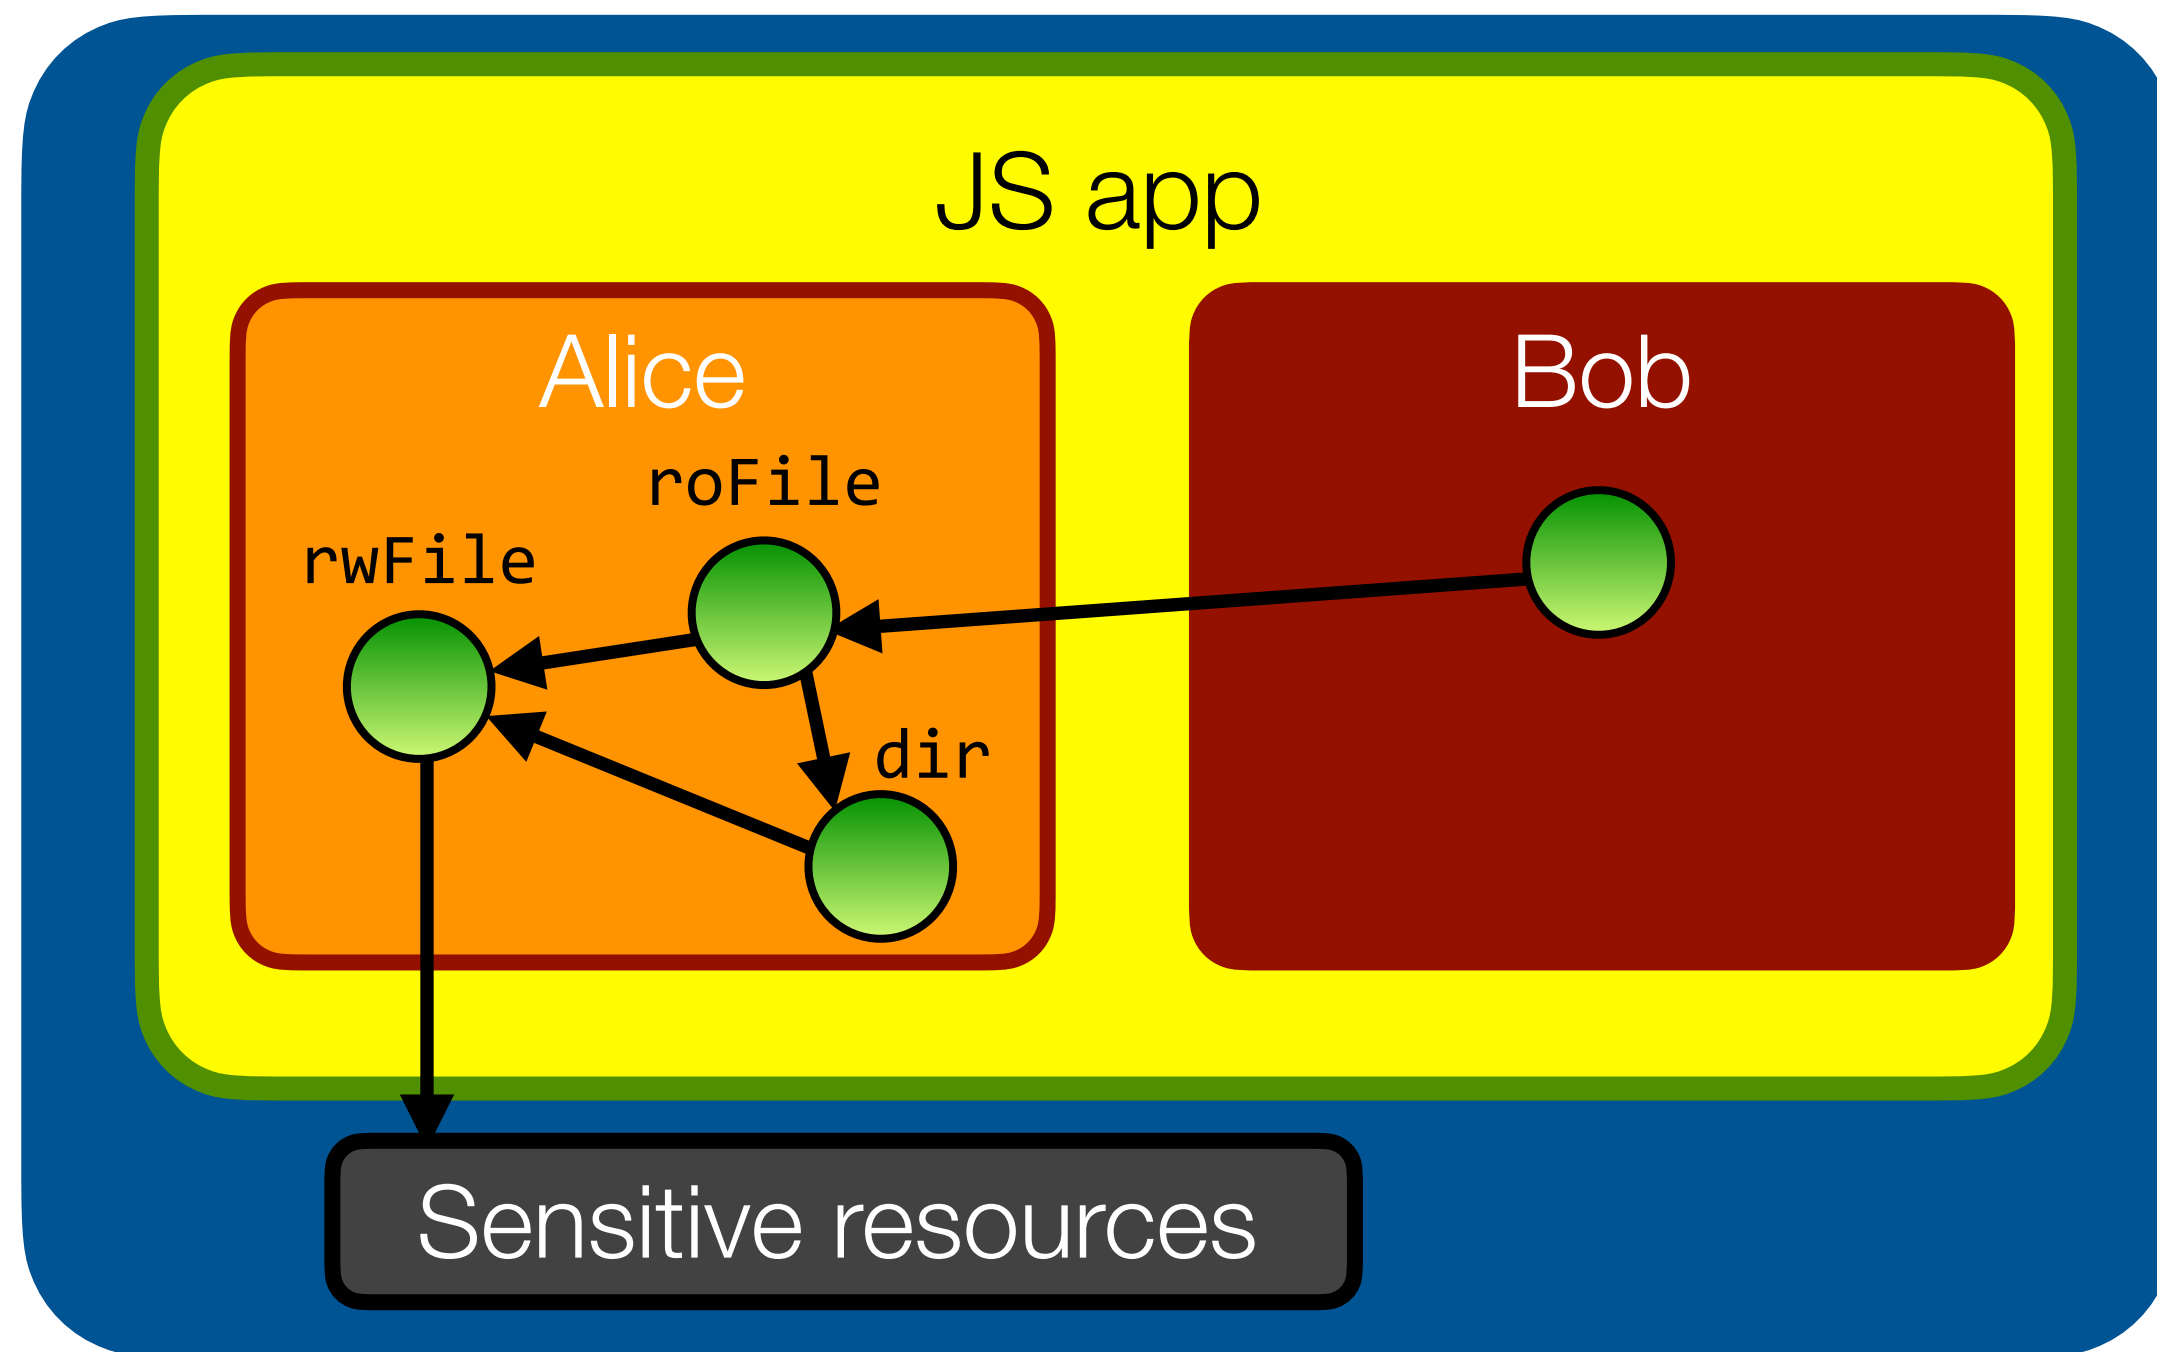 JS app
Alice
Bob
roFile
rwFile
dir
Sensitive resources